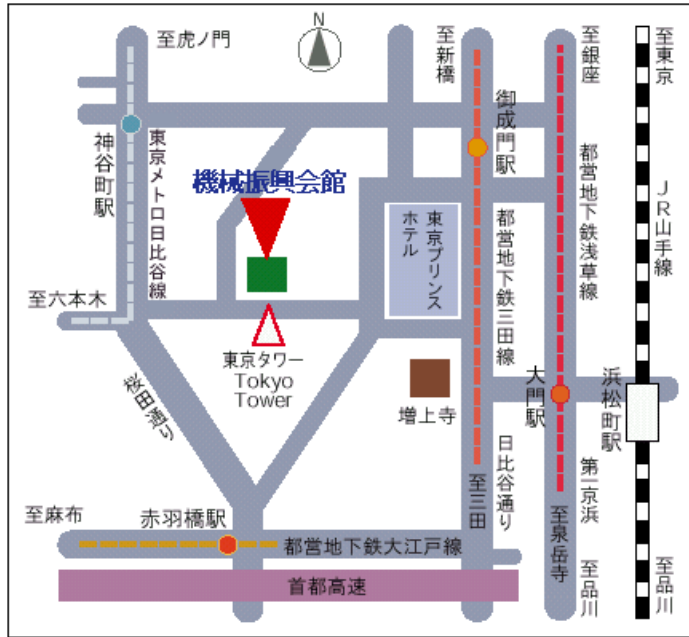 至虎ノ門
N
至新橋
至銀座
至東京
御成門駅
神谷町駅
東京メトロ日比谷線
機械振興会館
都営地下鉄浅草線
JR山手線
東京プリンス
ホテル
都営地下鉄三田線
至六本木
東京タワー
Tokyo
Tower
桜田通り
増上寺
大門駅
浜松町駅
日比谷通り
第一京浜
至三田
至泉岳寺
至麻布
赤羽橋駅
都営地下鉄大江戸線
首都高速
至品川
至品川